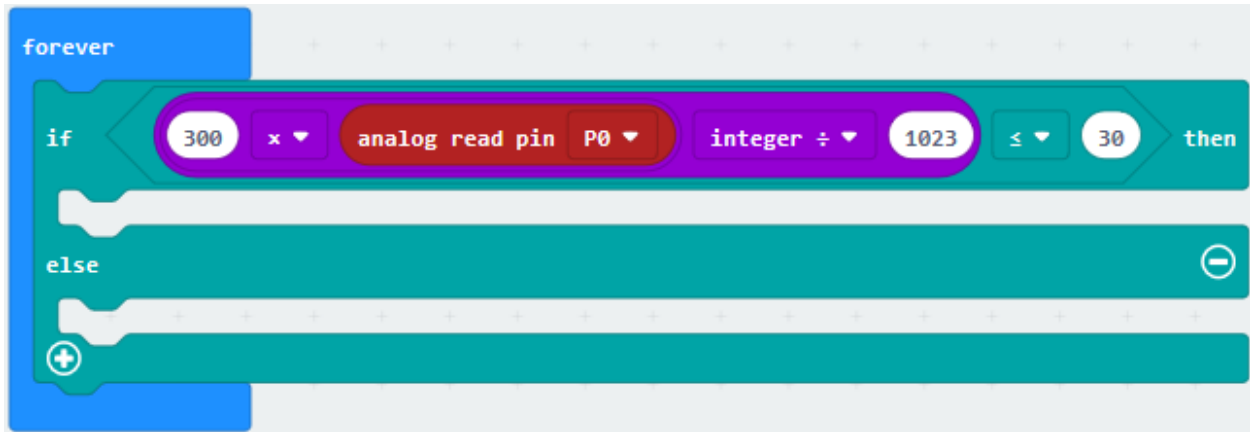 forever
if 300 x analog read pin P0 integer ÷ 1023 ≤ 30 then
else